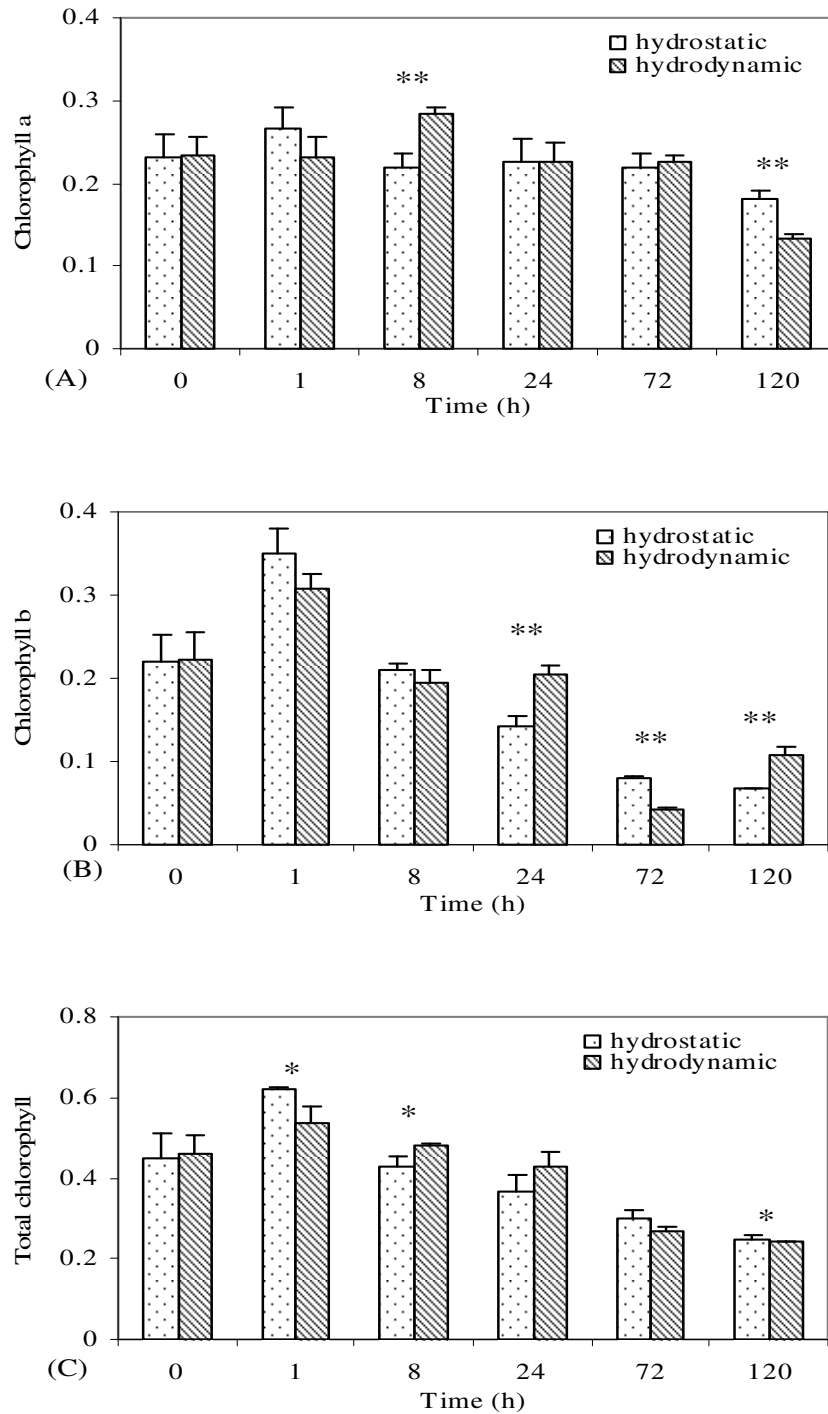 0.4
hydrostatic
hydrodynamic
**
0.3
Chlorophyll a
0.2
**
0.1
0
(A)
0 1 8 24 72 120
Time (h)
0.4
hydrostatic
hydrodynamic
0.3
Chlorophyll b
**
0.2
**
**
0.1
0
(B)
0 1 8 24 72 120
Time (h)
0.8
hydrostatic
hydrodynamic
*
0.6
Total chlorophyll
*
0.4
*
0.2
0
(C)
0 1 8 24 72 120
Time (h)